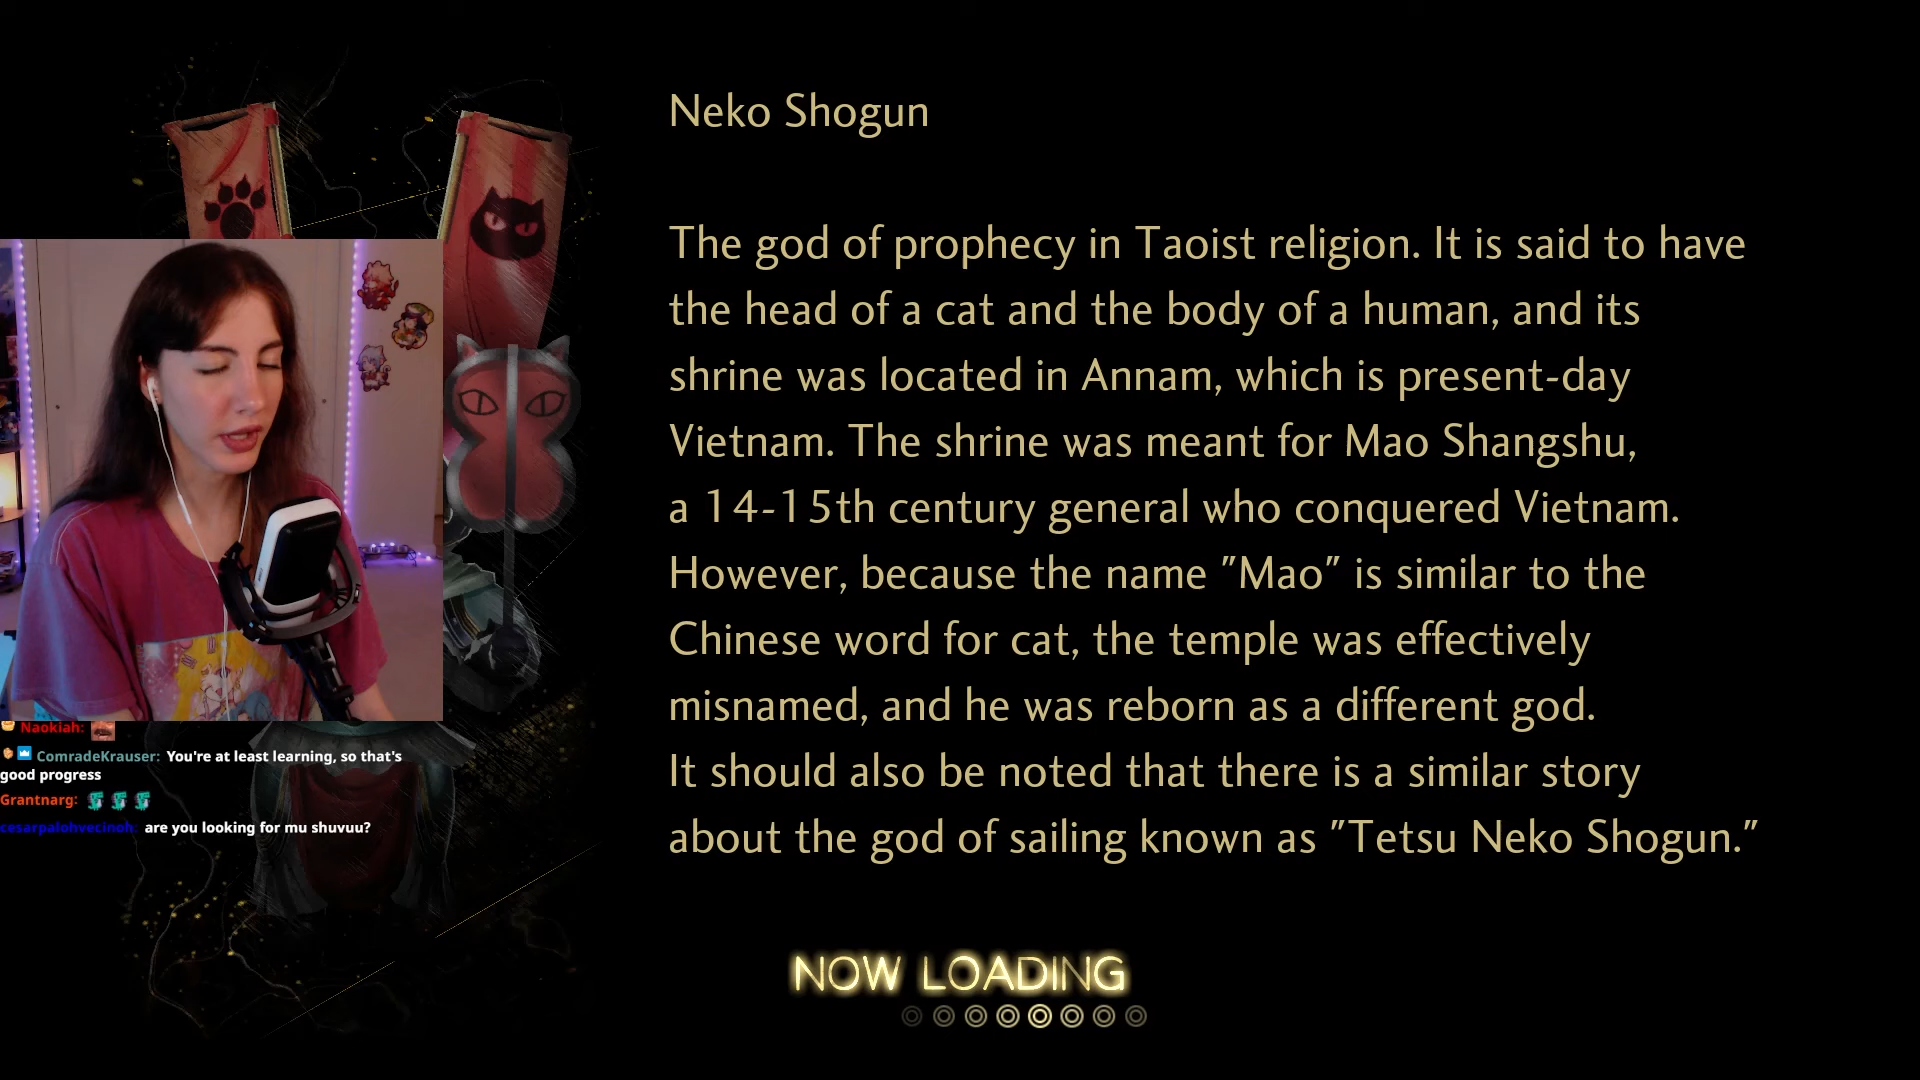 Neko Shogun
The god of prophecy in Taoist religion. It is said to have
the head of a cat and the body of a human, and its
shrine was located in Annam, which is present-day
Vietnam. The shrine was meant for Mao Shangshu,
a 14-15th century general who conquered Vietnam.
However, because the name "Mao" is similar to the
Chinese word for cat, the temple was effectively
misnamed, and he was reborn as a different god.
It should also be noted that there is a similar story
about the god of sailing known as "Tetsu Neko Shogun."
Naokiah:
ComradeKrauser: You're at least learning, so that's
good progress
Grantnarg:
cesarpalohvecinoh: are you looking for mu shuvuu?
NOW LOADING